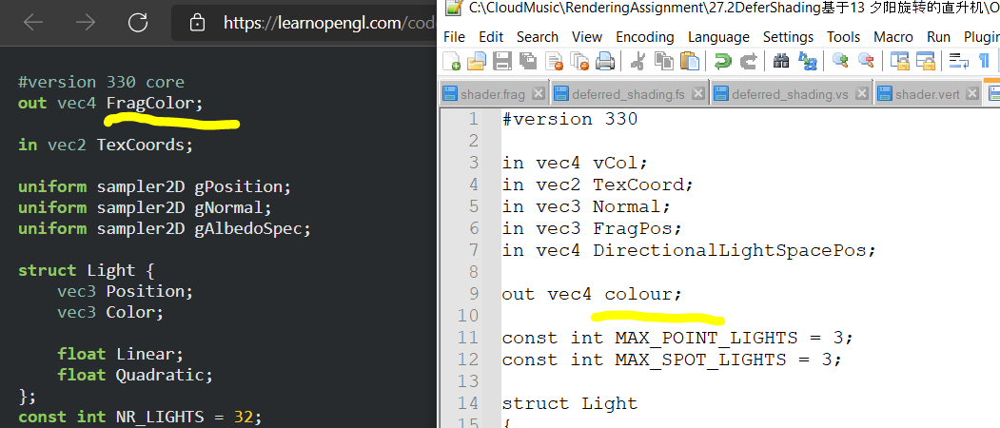 https://learnopengl.com/cod
#version 330 core
out vec4 FragColor;
in vec2 TexCoords;
uniform sampler2D gPosition;
uniform sampler2D gNormal;
uniform sampler2D gAlbedoSpec;
struct Light {
vec3 Position;
vec3 Color;
float Linear;
float Quadratic;
};
const int NR_LIGHTS = 32;
C:\CloudMusic\RenderingAssignment\27.2DeferShading基于13 夕阳旋转的直升机\O
File Edit Search View Encoding Language Settings Tools Macro Run Plugin
shader.frag deferred_shading.fs deferred_shading.vs shader.vert
1 #version 330
2
3 in vec4 vCol;
4 in vec2 TexCoord;
5 in vec3 Normal;
6 in vec3 FragPos;
7 in vec4 DirectionalLightSpacePos;
8
9 out vec4 colour;
10
11 const int MAX_POINT_LIGHTS = 3;
12 const int MAX_SPOT_LIGHTS = 3;
13
14 struct Light
15 {